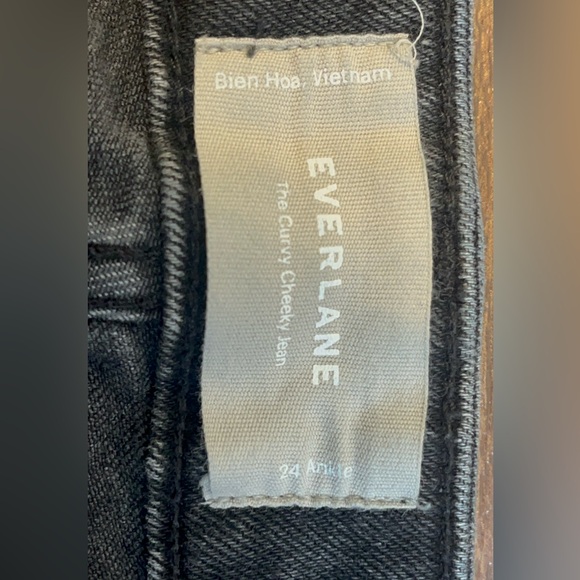 Bien Hoa, Vietnam
EVERLANE
The Curvy Cheeky Jean
24 Ankle